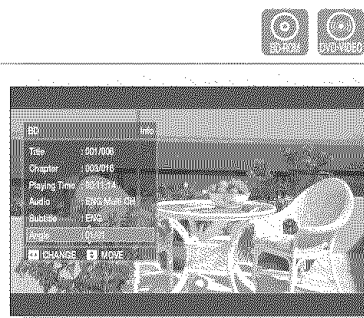 BD-ROM DVD-VIDEO
BD Info
Title : 001/006
Chapter : 003/016
Playing Time : 00:11:14
Audio : ENG Multi CH
Subtitle : ENG
Angle
CHANGE MOVE